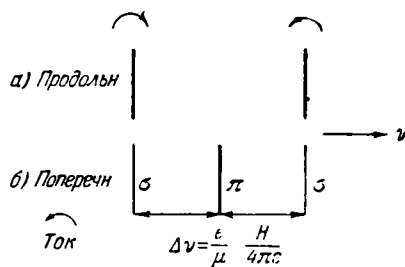 а) Продольн
ν
б) Поперечн
σ π σ
Ток
Δν = e/μ H/4πc